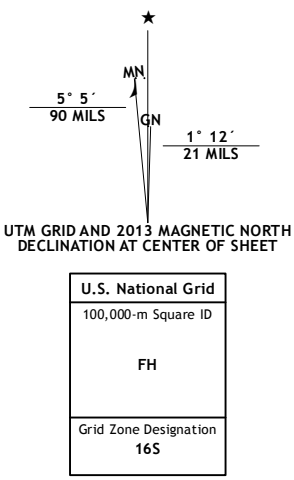 ★
MN.
5° 5´
90 MILS
GN
1° 12´
21 MILS
UTM GRID AND 2013 MAGNETIC NORTH
DECLINATION AT CENTER OF SHEET
U.S. National Grid
100,000-m Square ID
FH
Grid Zone Designation
16S